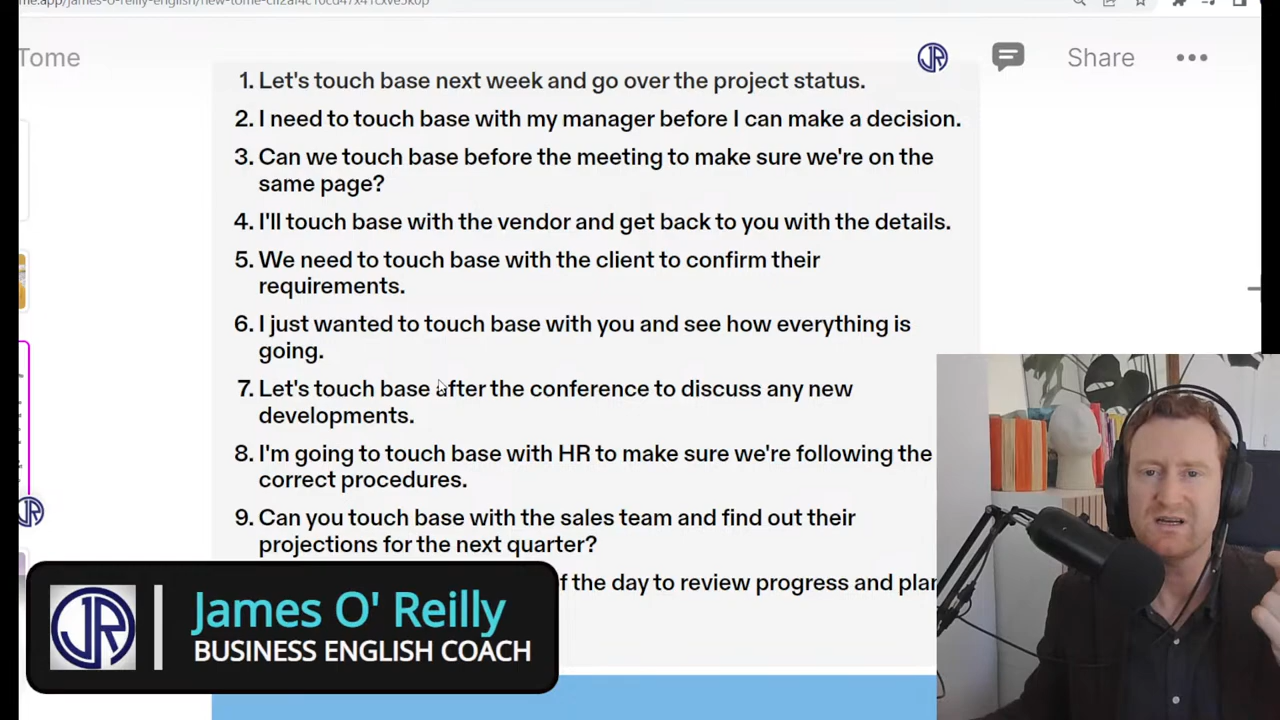 Tome
JR
Share
1. Let's touch base next week and go over the project status.
2. I need to touch base with my manager before I can make a decision.
3. Can we touch base before the meeting to make sure we're on the
same page?
4. I'll touch base with the vendor and get back to you with the details.
5. We need to touch base with the client to confirm their
requirements.
6. I just wanted to touch base with you and see how everything is
going.
7. Let's touch base after the conference to discuss any new
developments.
8. I'm going to touch base with HR to make sure we're following the
correct procedures.
9. Can you touch base with the sales team and find out their
projections for the next quarter?
the day to review progress and plan
JR
JR
James O' Reilly
BUSINESS ENGLISH COACH